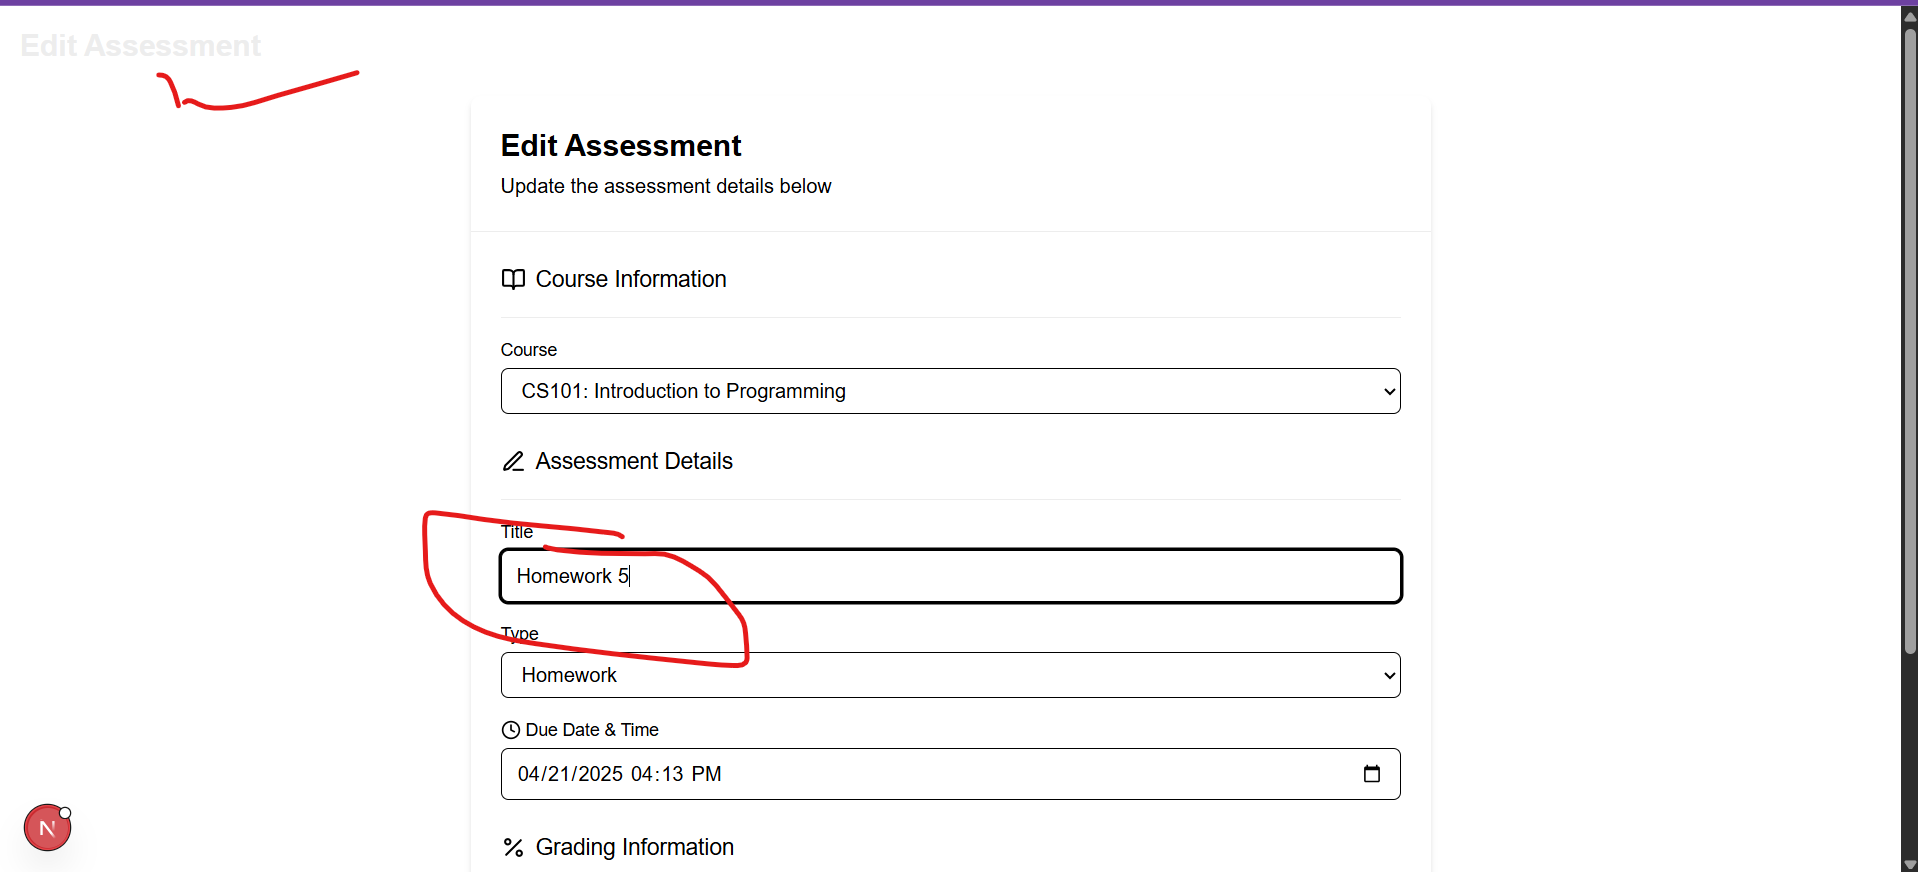 Edit Assessment
Edit Assessment
Update the assessment details below
Course Information
Course
CS101: Introduction to Programming
Assessment Details
Title
Homework 5
Type
Homework
Due Date & Time
04/21/2025 04:13 PM
Grading Information
N